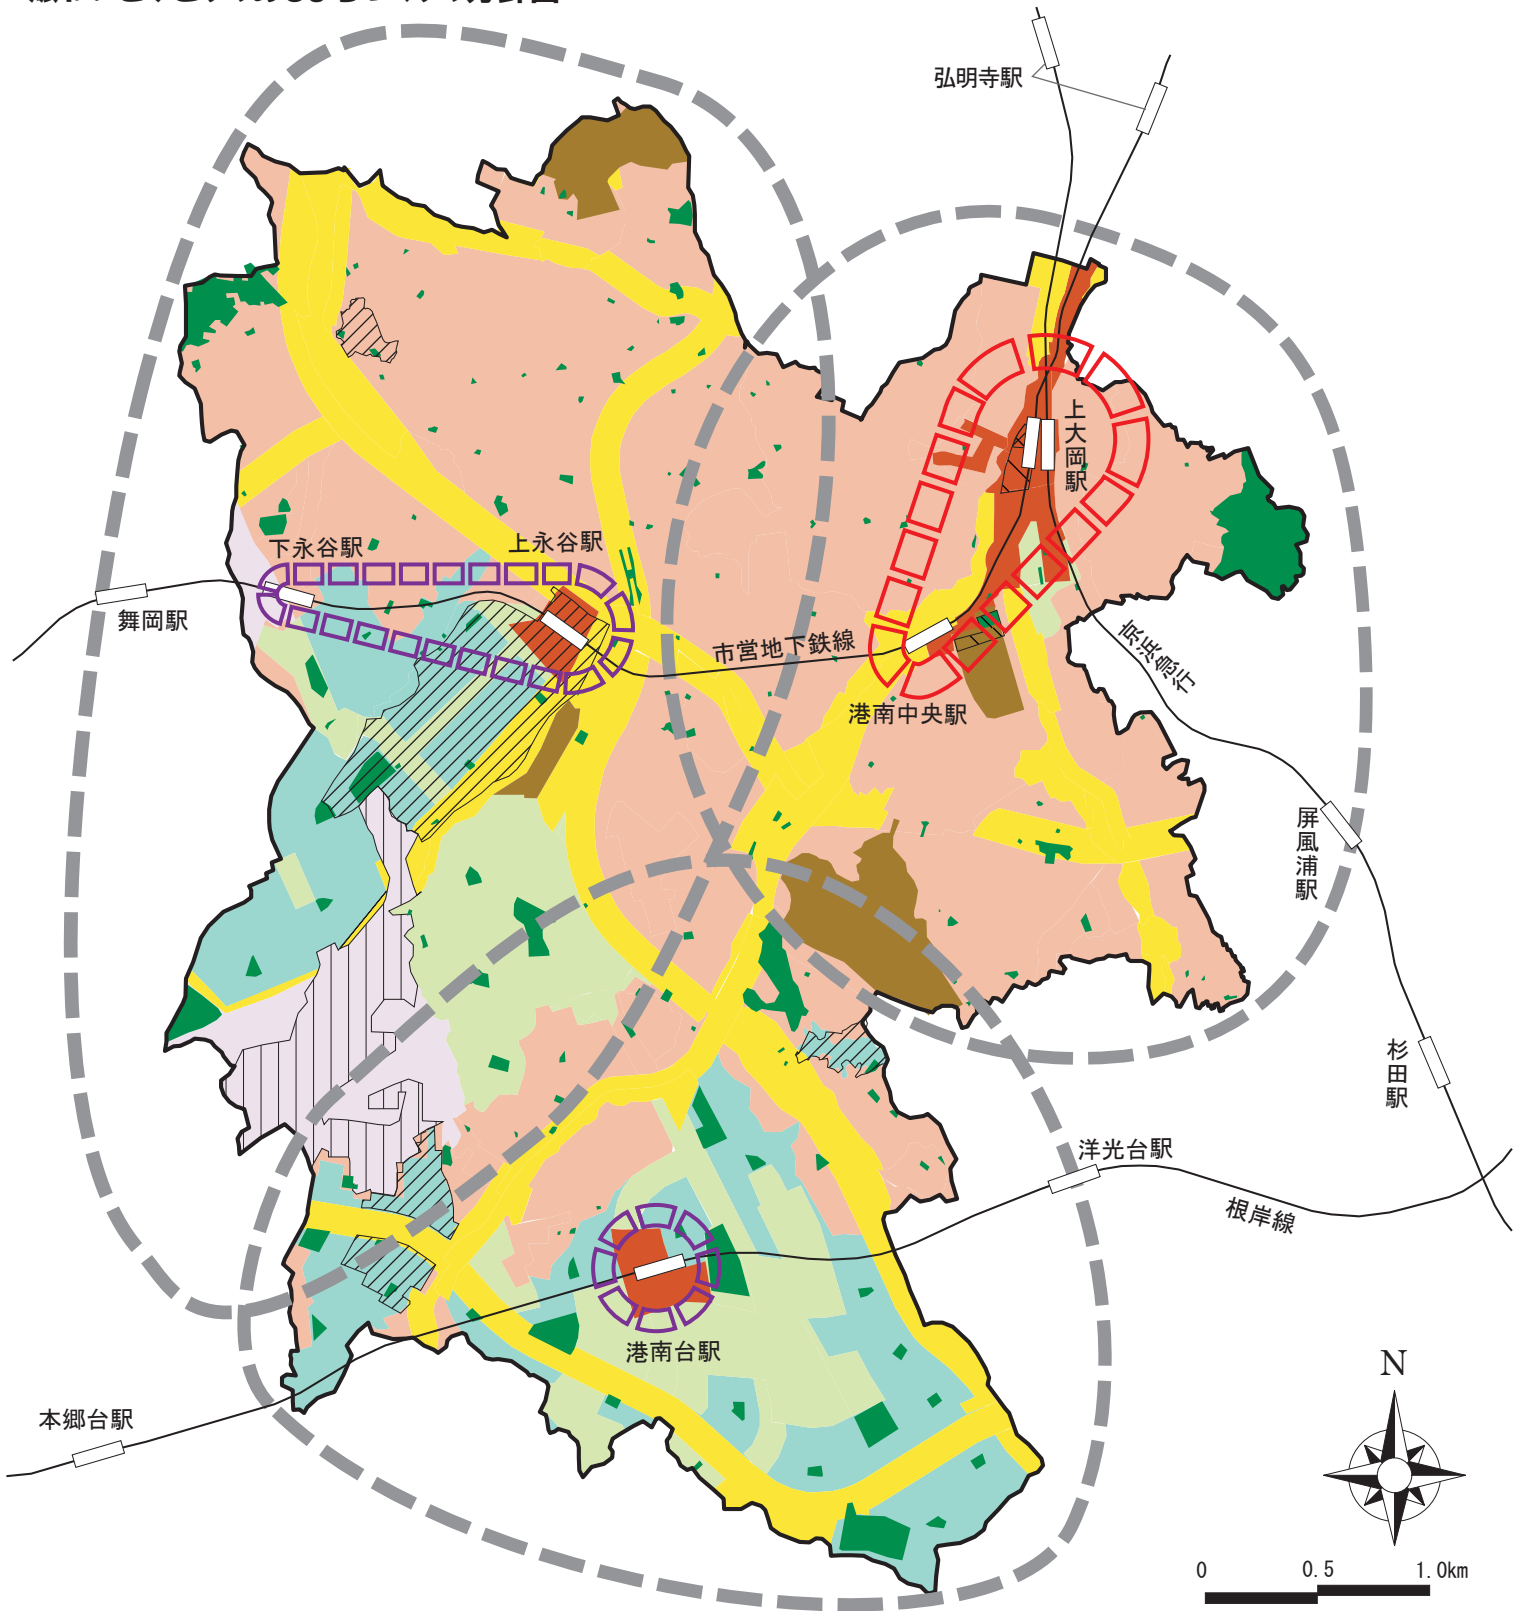 弘明寺駅
上大岡駅
下永谷駅
上永谷駅
舞岡駅
市営地下鉄線
京浜急行
港南中央駅
屏風浦駅
杉田駅
洋光台駅
根岸線
港南台駅
本郷台駅
N
0 0.5 1.0km